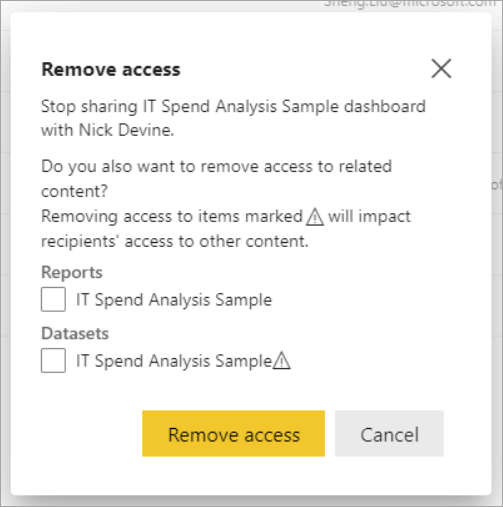 Sheng.Liu@microsoft.com
Remove access
Stop sharing IT Spend Analysis Sample dashboard
with Nick Devine.
Do you also want to remove access to related
content?
Removing access to items marked ⚠ will impact
recipients' access to other content.
of
Reports
IT Spend Analysis Sample
Datasets
IT Spend Analysis Sample⚠
Remove access
Cancel